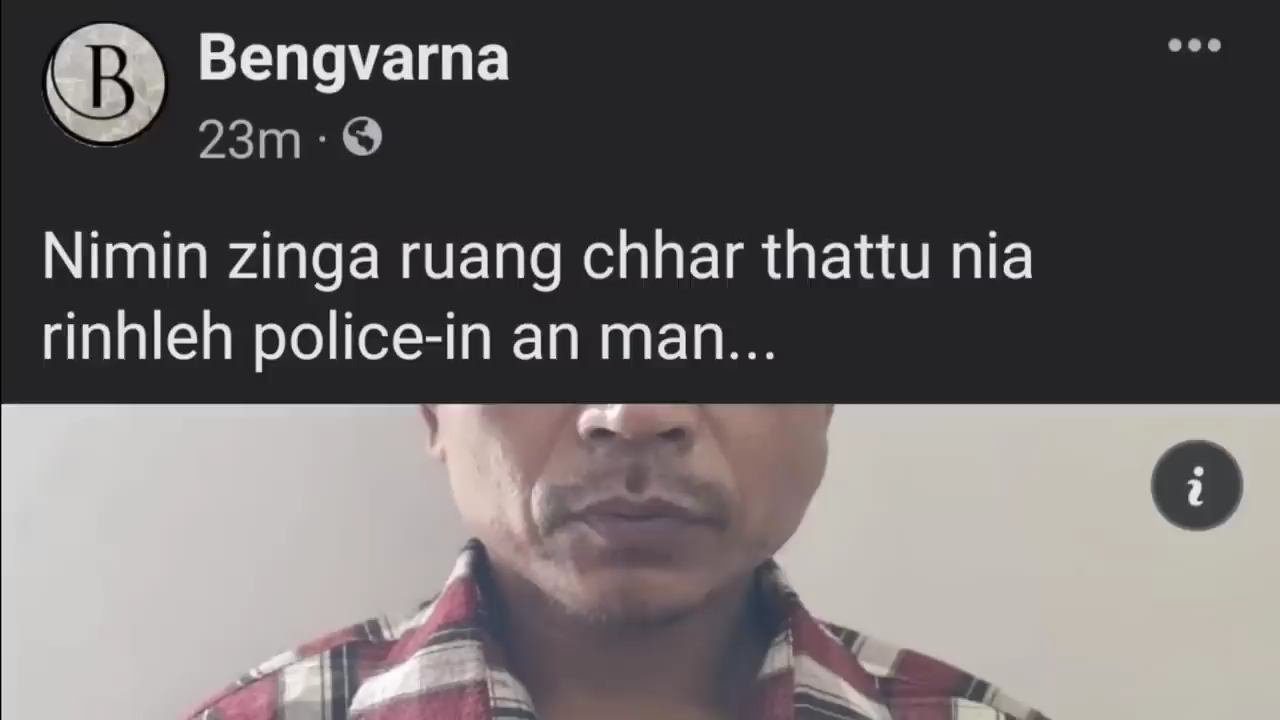 B
Bengvarna
23m ·
Nimin zinga ruang chhar thattu nia
rinhleh police-in an man...
i